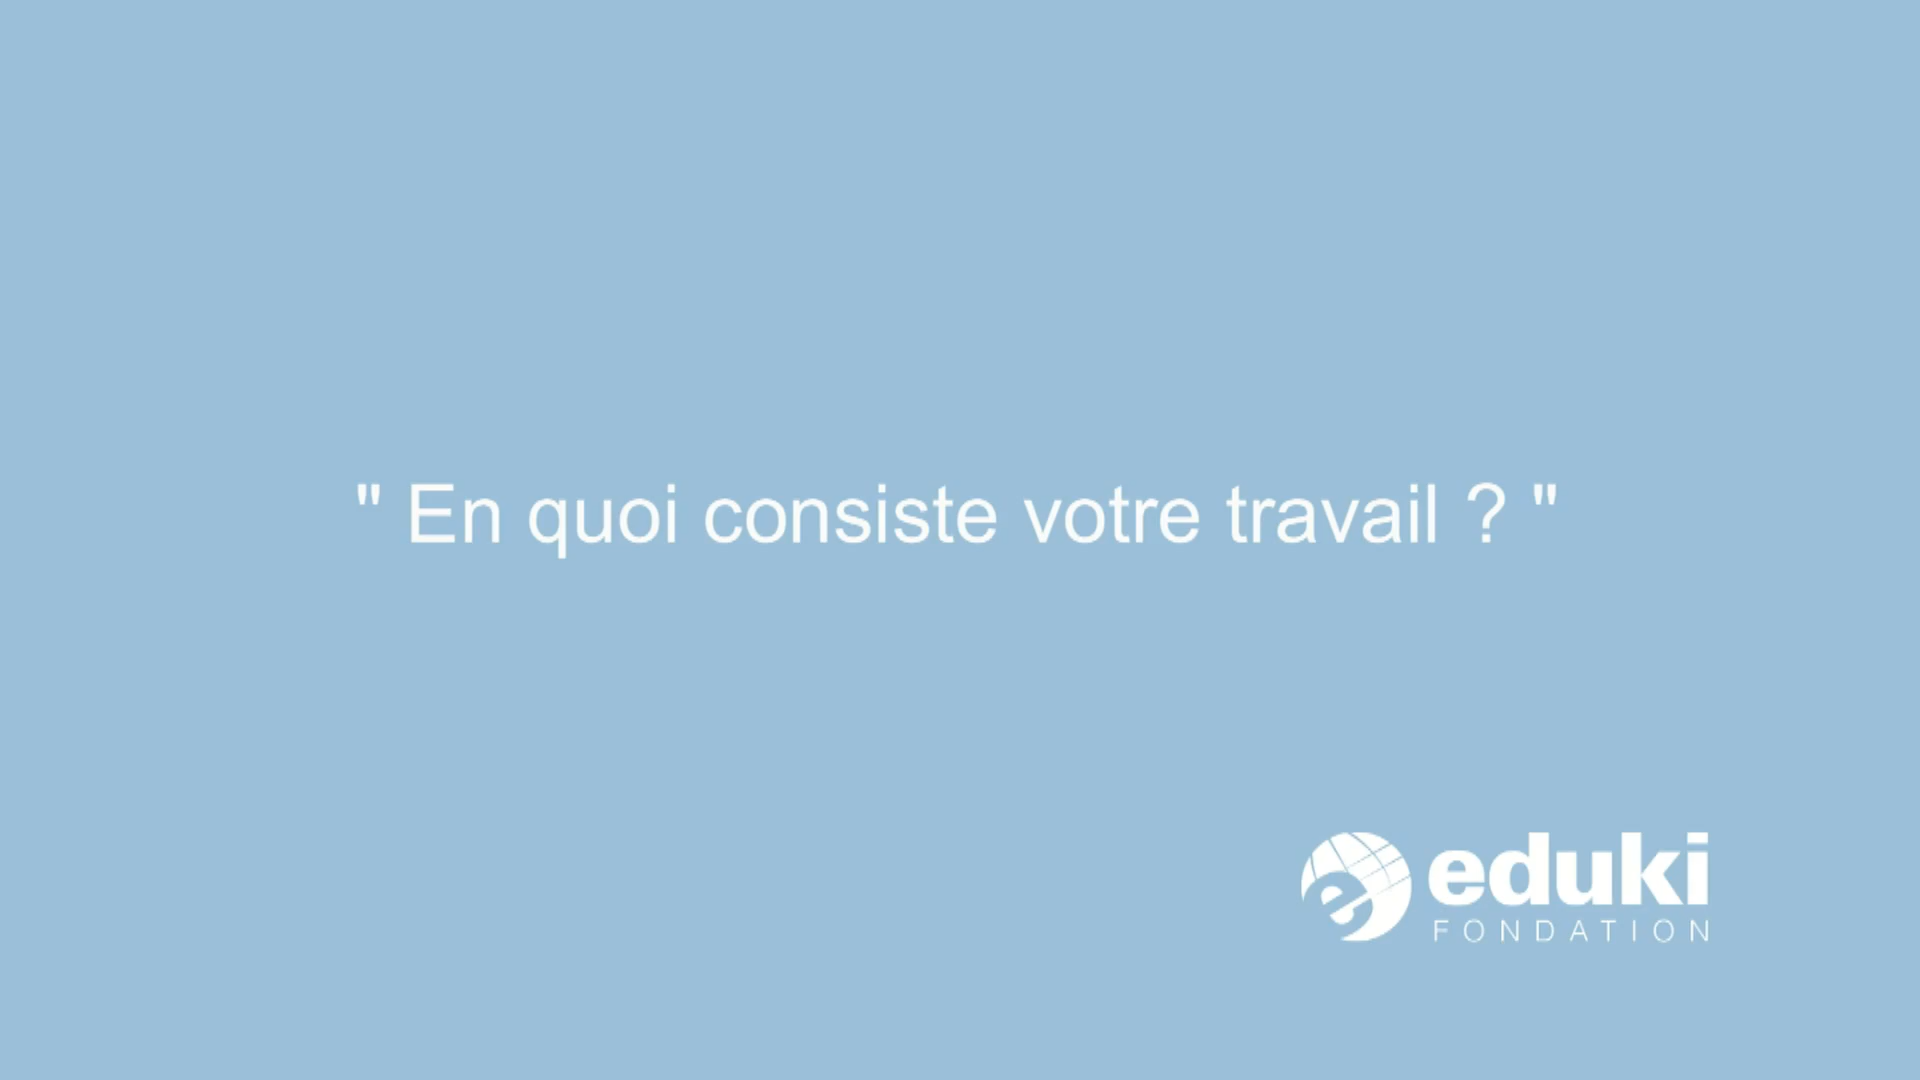 " En quoi consiste votre travail ? "
eduki
FONDATION